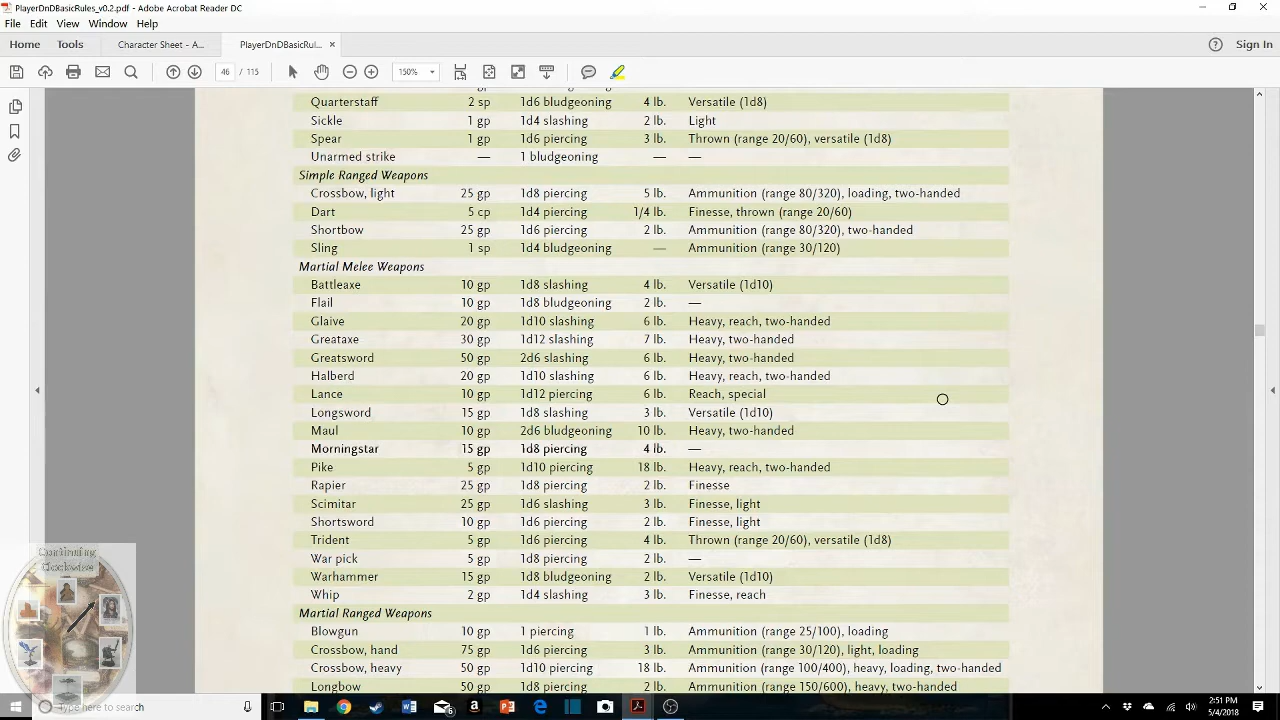 PlayerDnDBasicRules_v0.2.pdf - Adobe Acrobat Reader DC
File Edit View Window Help
Home Tools Character Sheet - A... PlayerDnDBasicRul... × Sign In
46 / 115 150%
Quarterstaff 2 sp 1d6 bludgeoning 4 lb. Versatile (1d8)
Sickle 1 gp 1d4 slashing 2 lb. Light
Spear 1 gp 1d6 piercing 3 lb. Thrown (range 20/60), versatile (1d8)
Unarmed strike — 1 bludgeoning — —
Simple Ranged Weapons
Crossbow, light 25 gp 1d8 piercing 5 lb. Ammunition (range 80/320), loading, two-handed
Dart 5 cp 1d4 piercing 1/4 lb. Finesse, thrown (range 20/60)
Shortbow 25 gp 1d6 piercing 2 lb. Ammunition (range 80/320), two-handed
Sling 1 sp 1d4 bludgeoning — Ammunition (range 30/120)
Martial Melee Weapons
Battleaxe 10 gp 1d8 slashing 4 lb. Versatile (1d10)
Flail 10 gp 1d8 bludgeoning 2 lb. —
Glaive 20 gp 1d10 slashing 6 lb. Heavy, reach, two-handed
Greataxe 30 gp 1d12 slashing 7 lb. Heavy, two-handed
Greatsword 50 gp 2d6 slashing 6 lb. Heavy, two-handed
Halberd 20 gp 1d10 slashing 6 lb. Heavy, reach, two-handed
Lance 10 gp 1d12 piercing 6 lb. Reach, special
Longsword 15 gp 1d8 slashing 3 lb. Versatile (1d10)
Maul 10 gp 2d6 bludgeoning 10 lb. Heavy, two-handed
Morningstar 15 gp 1d8 piercing 4 lb. —
Pike 5 gp 1d10 piercing 18 lb. Heavy, reach, two-handed
Rapier 25 gp 1d8 piercing 2 lb. Finesse
Scimitar 25 gp 1d6 slashing 3 lb. Finesse, light
Shortsword 10 gp 1d6 piercing 2 lb. Finesse, light
Trident 5 gp 1d6 piercing 4 lb. Thrown (range 20/60), versatile (1d8)
War pick 5 gp 1d8 piercing 2 lb. —
Warhammer 15 gp 1d8 bludgeoning 2 lb. Versatile (1d10)
Whip 2 gp 1d4 slashing 3 lb. Finesse, reach
Martial Ranged Weapons
Blowgun 10 gp 1 piercing 1 lb. Ammunition (range 25/100), loading
Crossbow, hand 75 gp 1d6 piercing 3 lb. Ammunition (range 30/120), light, loading
Crossbow, heavy 50 gp 1d10 piercing 18 lb. Ammunition (range 100/400), heavy, loading, two-handed
Longbow 50 gp 1d8 piercing 2 lb. Ammunition (range 150/600), heavy, two-handed
Continuing
Clockwise
Type here to search
2:51 PM
5/4/2018